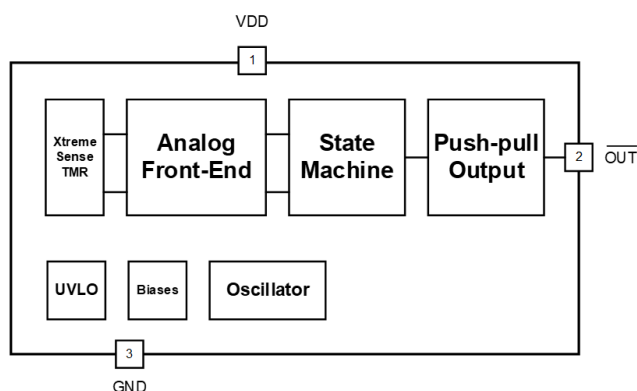 VDD
1
Xtreme
Sense
TMR
Analog
Front-End
State
Machine
Push-pull
Output
2
OUT
UVLO
Biases
Oscillator
3
GND